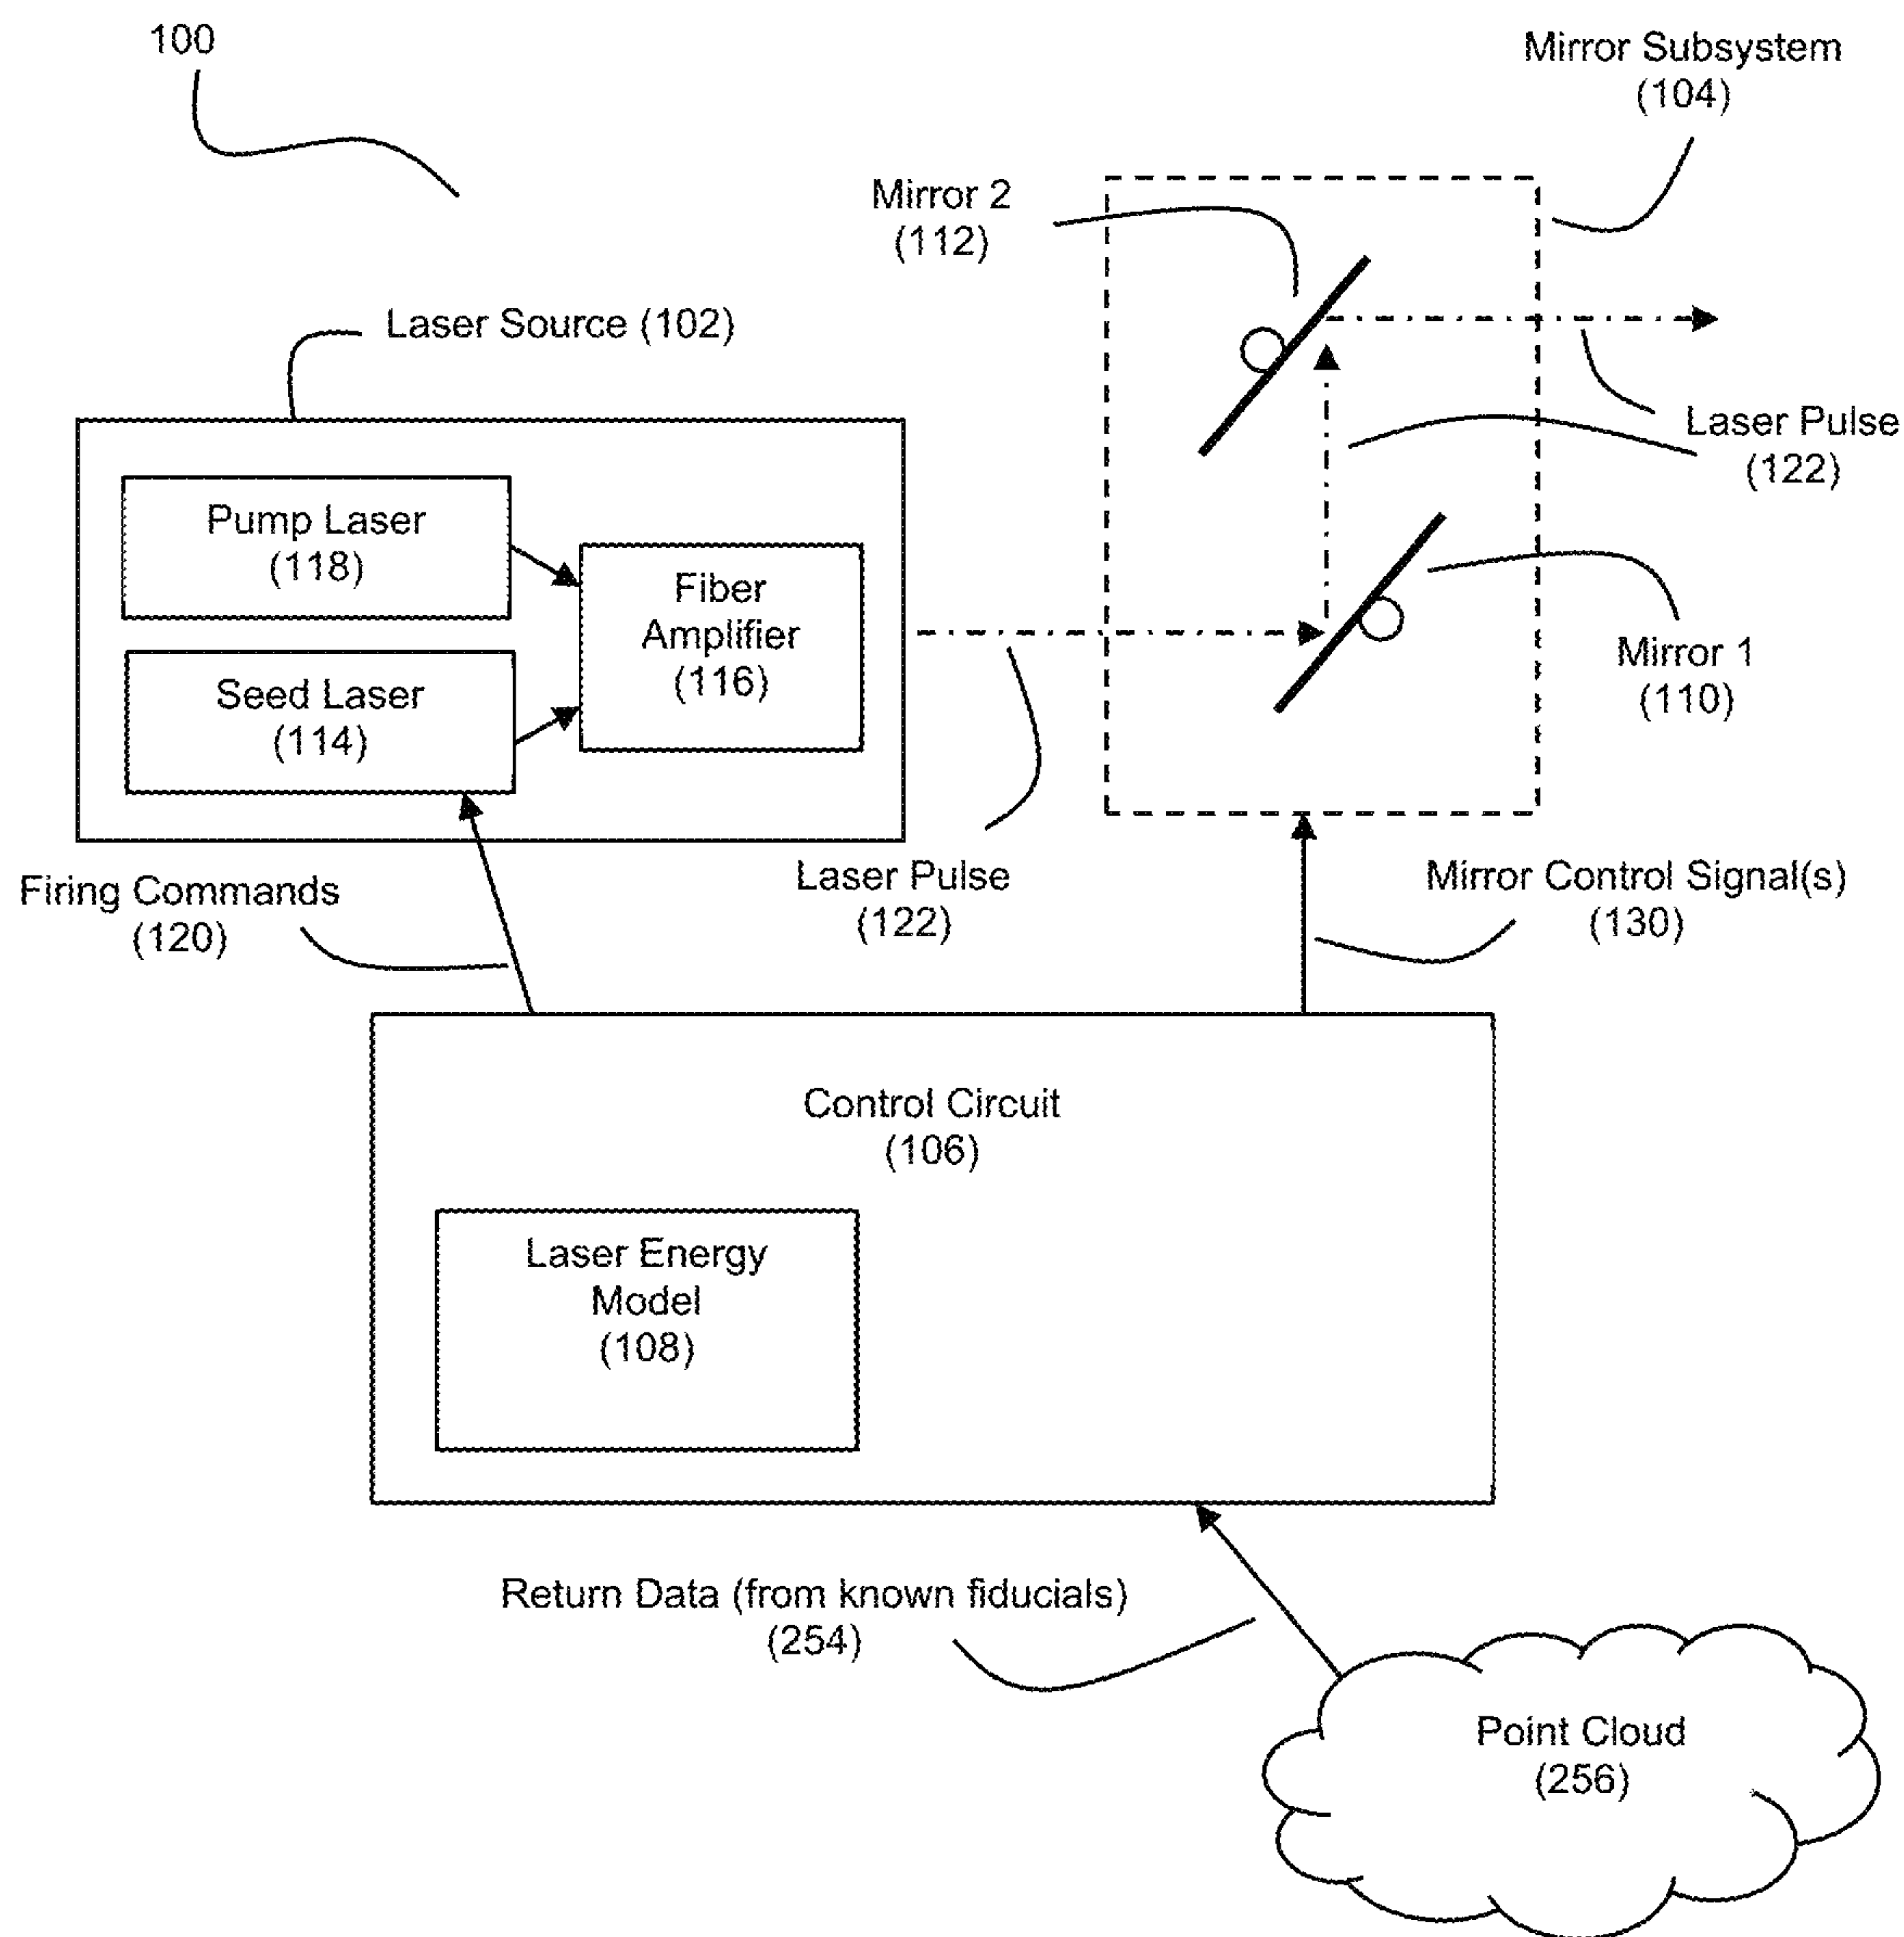 100
Mirror Subsystem
(104)
Mirror 2
(112)
Laser Source (102)
Laser Pulse
(122)
Pump Laser
(118)
Fiber
Amplifier
(116)
Seed Laser
(114)
Mirror 1
(110)
Firing Commands
(120)
Laser Pulse
(122)
Mirror Control Signal(s)
(130)
Control Circuit
(106)
Laser Energy
Model
(108)
Return Data (from known fiducials)
(254)
Point Cloud
(256)